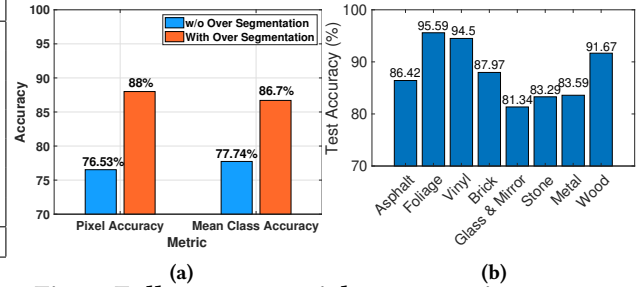 100
95
90
85
80
75
70
Accuracy
w/o Over Segmentation
With Over Segmentation
76.53%
88%
77.74%
86.7%
Pixel Accuracy
Mean Class Accuracy
Metric
(a)
100
90
80
70
Test Accuracy (%)
86.42
95.59
94.5
87.97
81.34
83.29
83.59
91.67
Asphalt
Foliage
Vinyl
Brick
Glass & Mirror
Stone
Metal
Wood
(b)